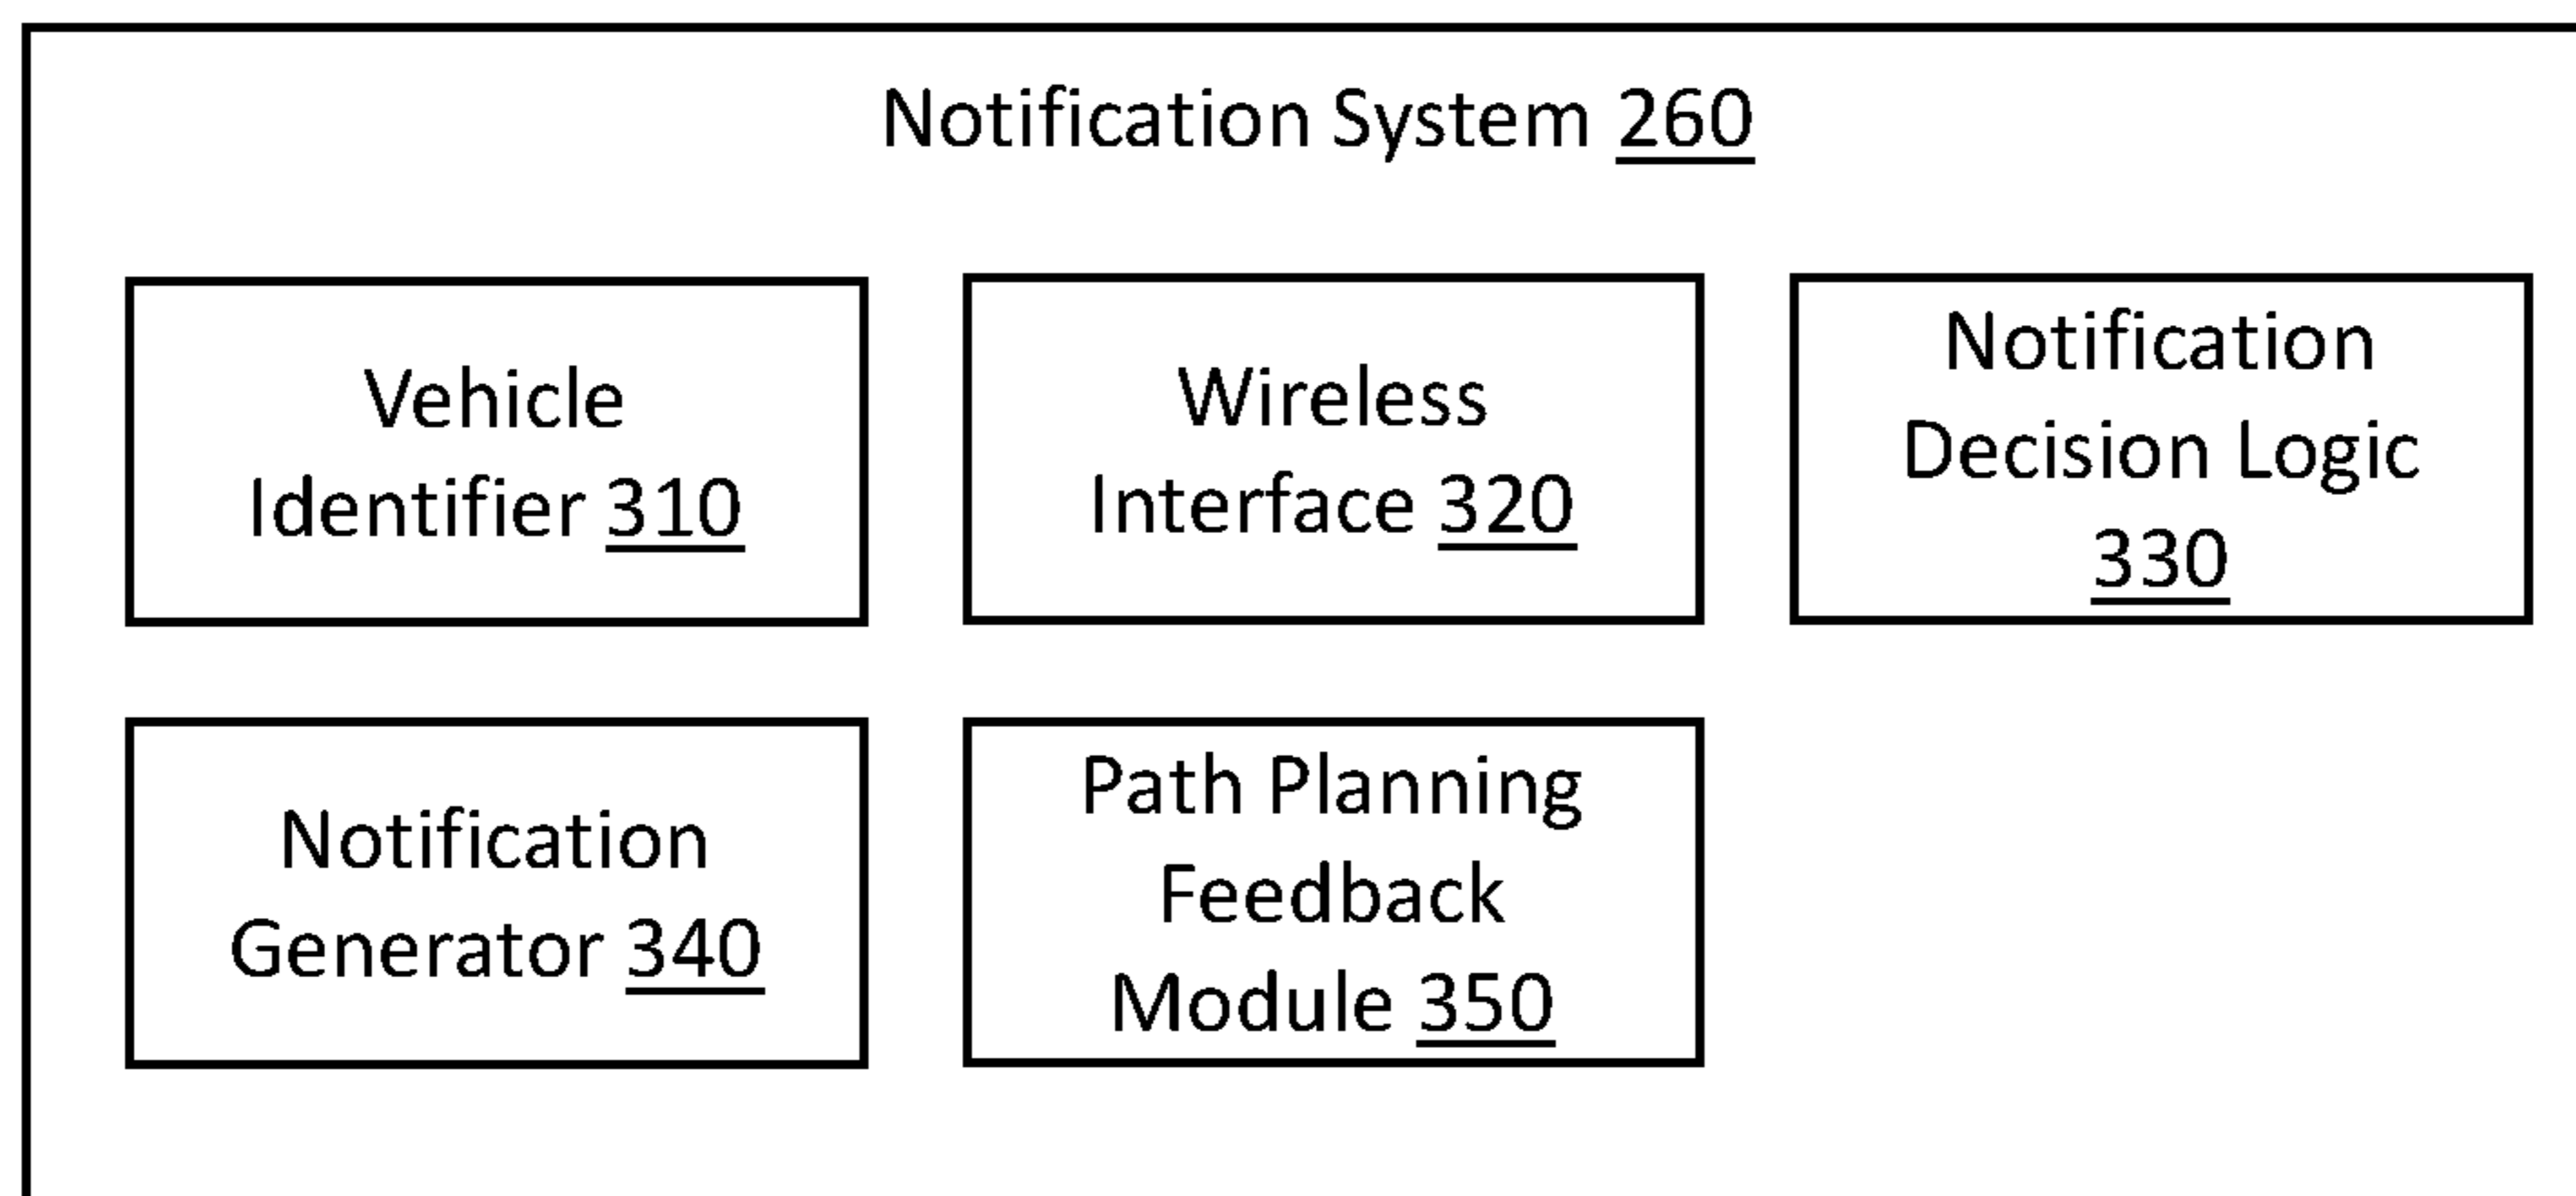 Notification System 260
Vehicle
Identifier 310
Wireless
Interface 320
Notification
Decision Logic
330
Notification
Generator 340
Path Planning
Feedback
Module 350